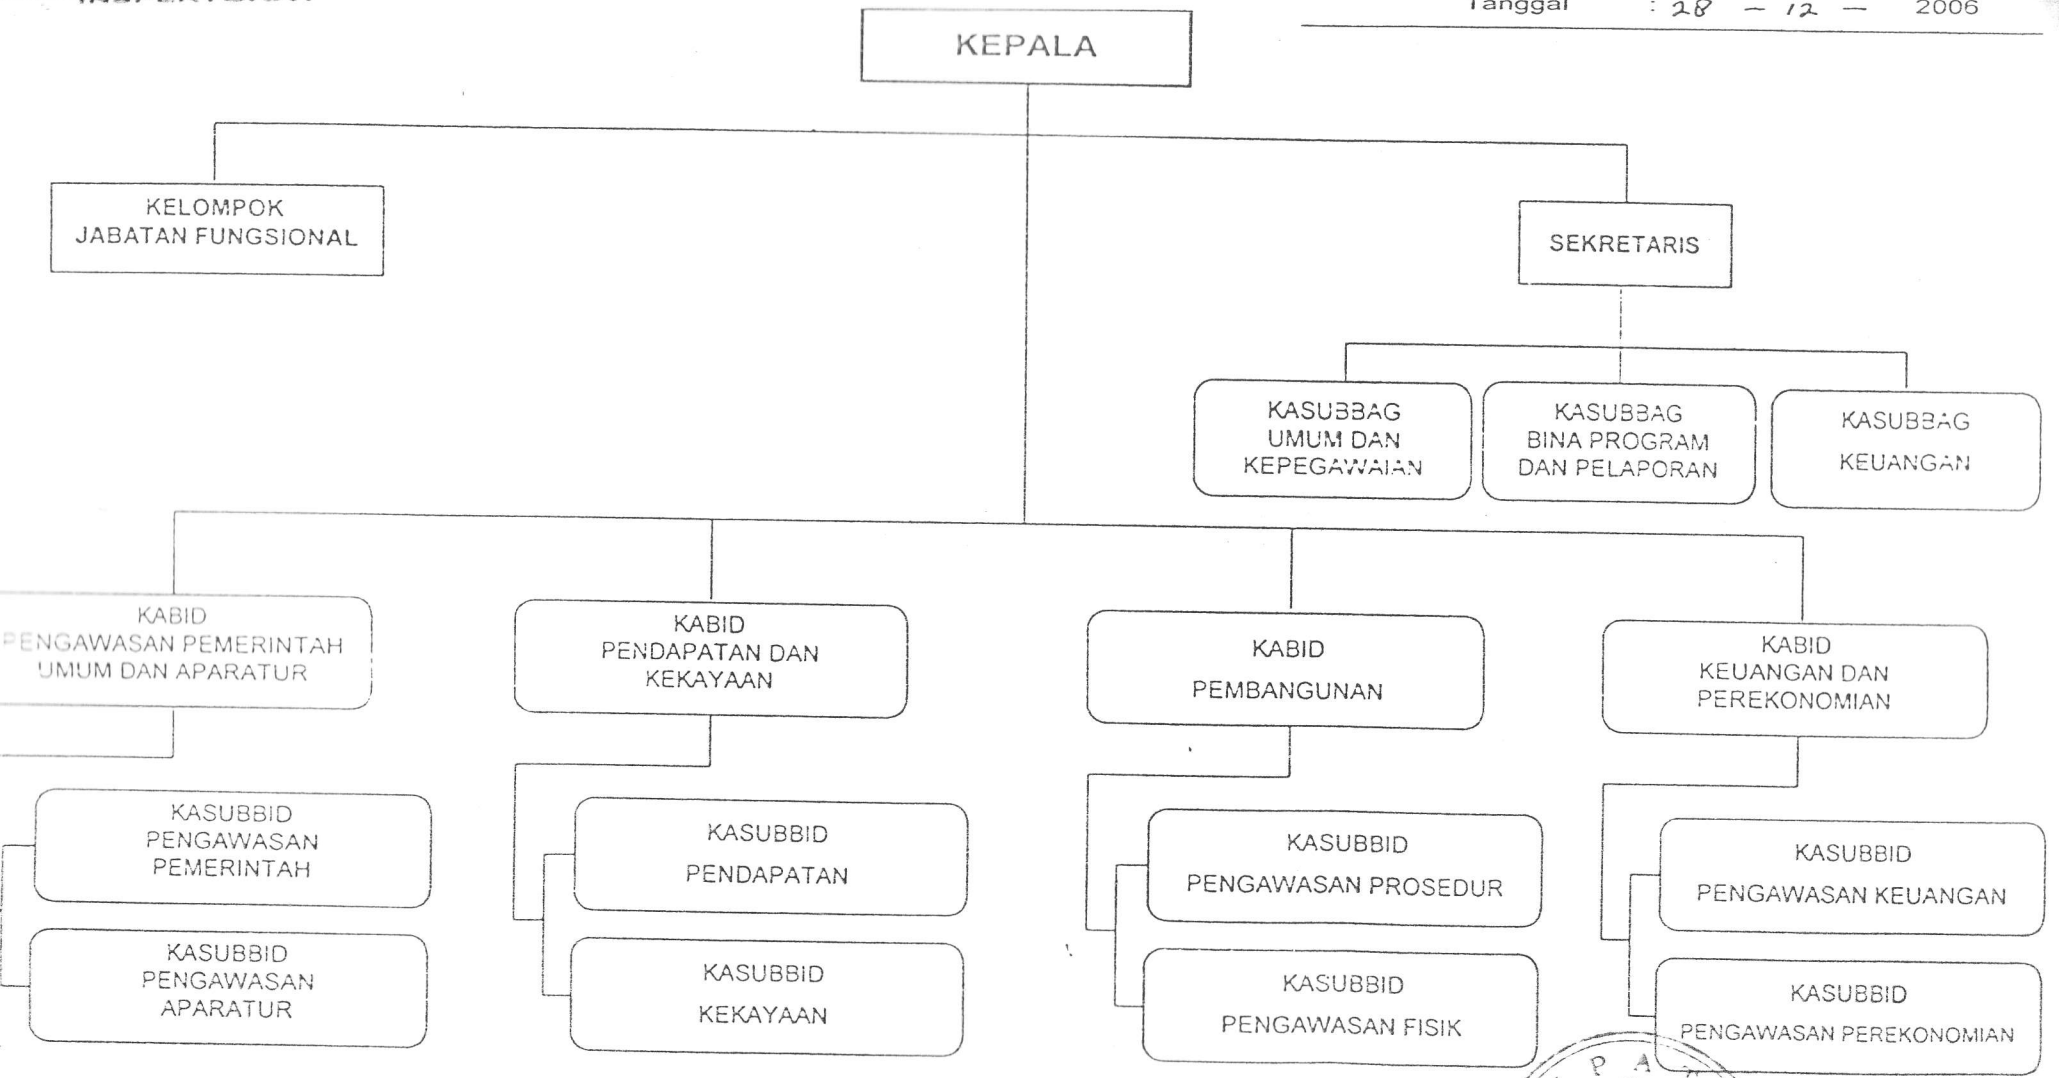 Tanggal : 28 - 12 - 2006
KEPALA
KELOMPOK
JABATAN FUNGSIONAL
SEKRETARIS
KASUBBAG
UMUM DAN
KEPEGAWAIAN
KASUBBAG
BINA PROGRAM
DAN PELAPORAN
KASUBBAG
KEUANGAN
KABID
PENGAWASAN PEMERINTAH
UMUM DAN APARATUR
KABID
PENDAPATAN DAN
KEKAYAAN
KABID
PEMBANGUNAN
KABID
KEUANGAN DAN
PEREKONOMIAN
KASUBBID
PENGAWASAN
PEMERINTAH
KASUBBID
PENDAPATAN
KASUBBID
PENGAWASAN PROSEDUR
KASUBBID
PENGAWASAN KEUANGAN
KASUBBID
PENGAWASAN
APARATUR
KASUBBID
KEKAYAAN
KASUBBID
PENGAWASAN FISIK
KASUBBID
PENGAWASAN PEREKONOMIAN